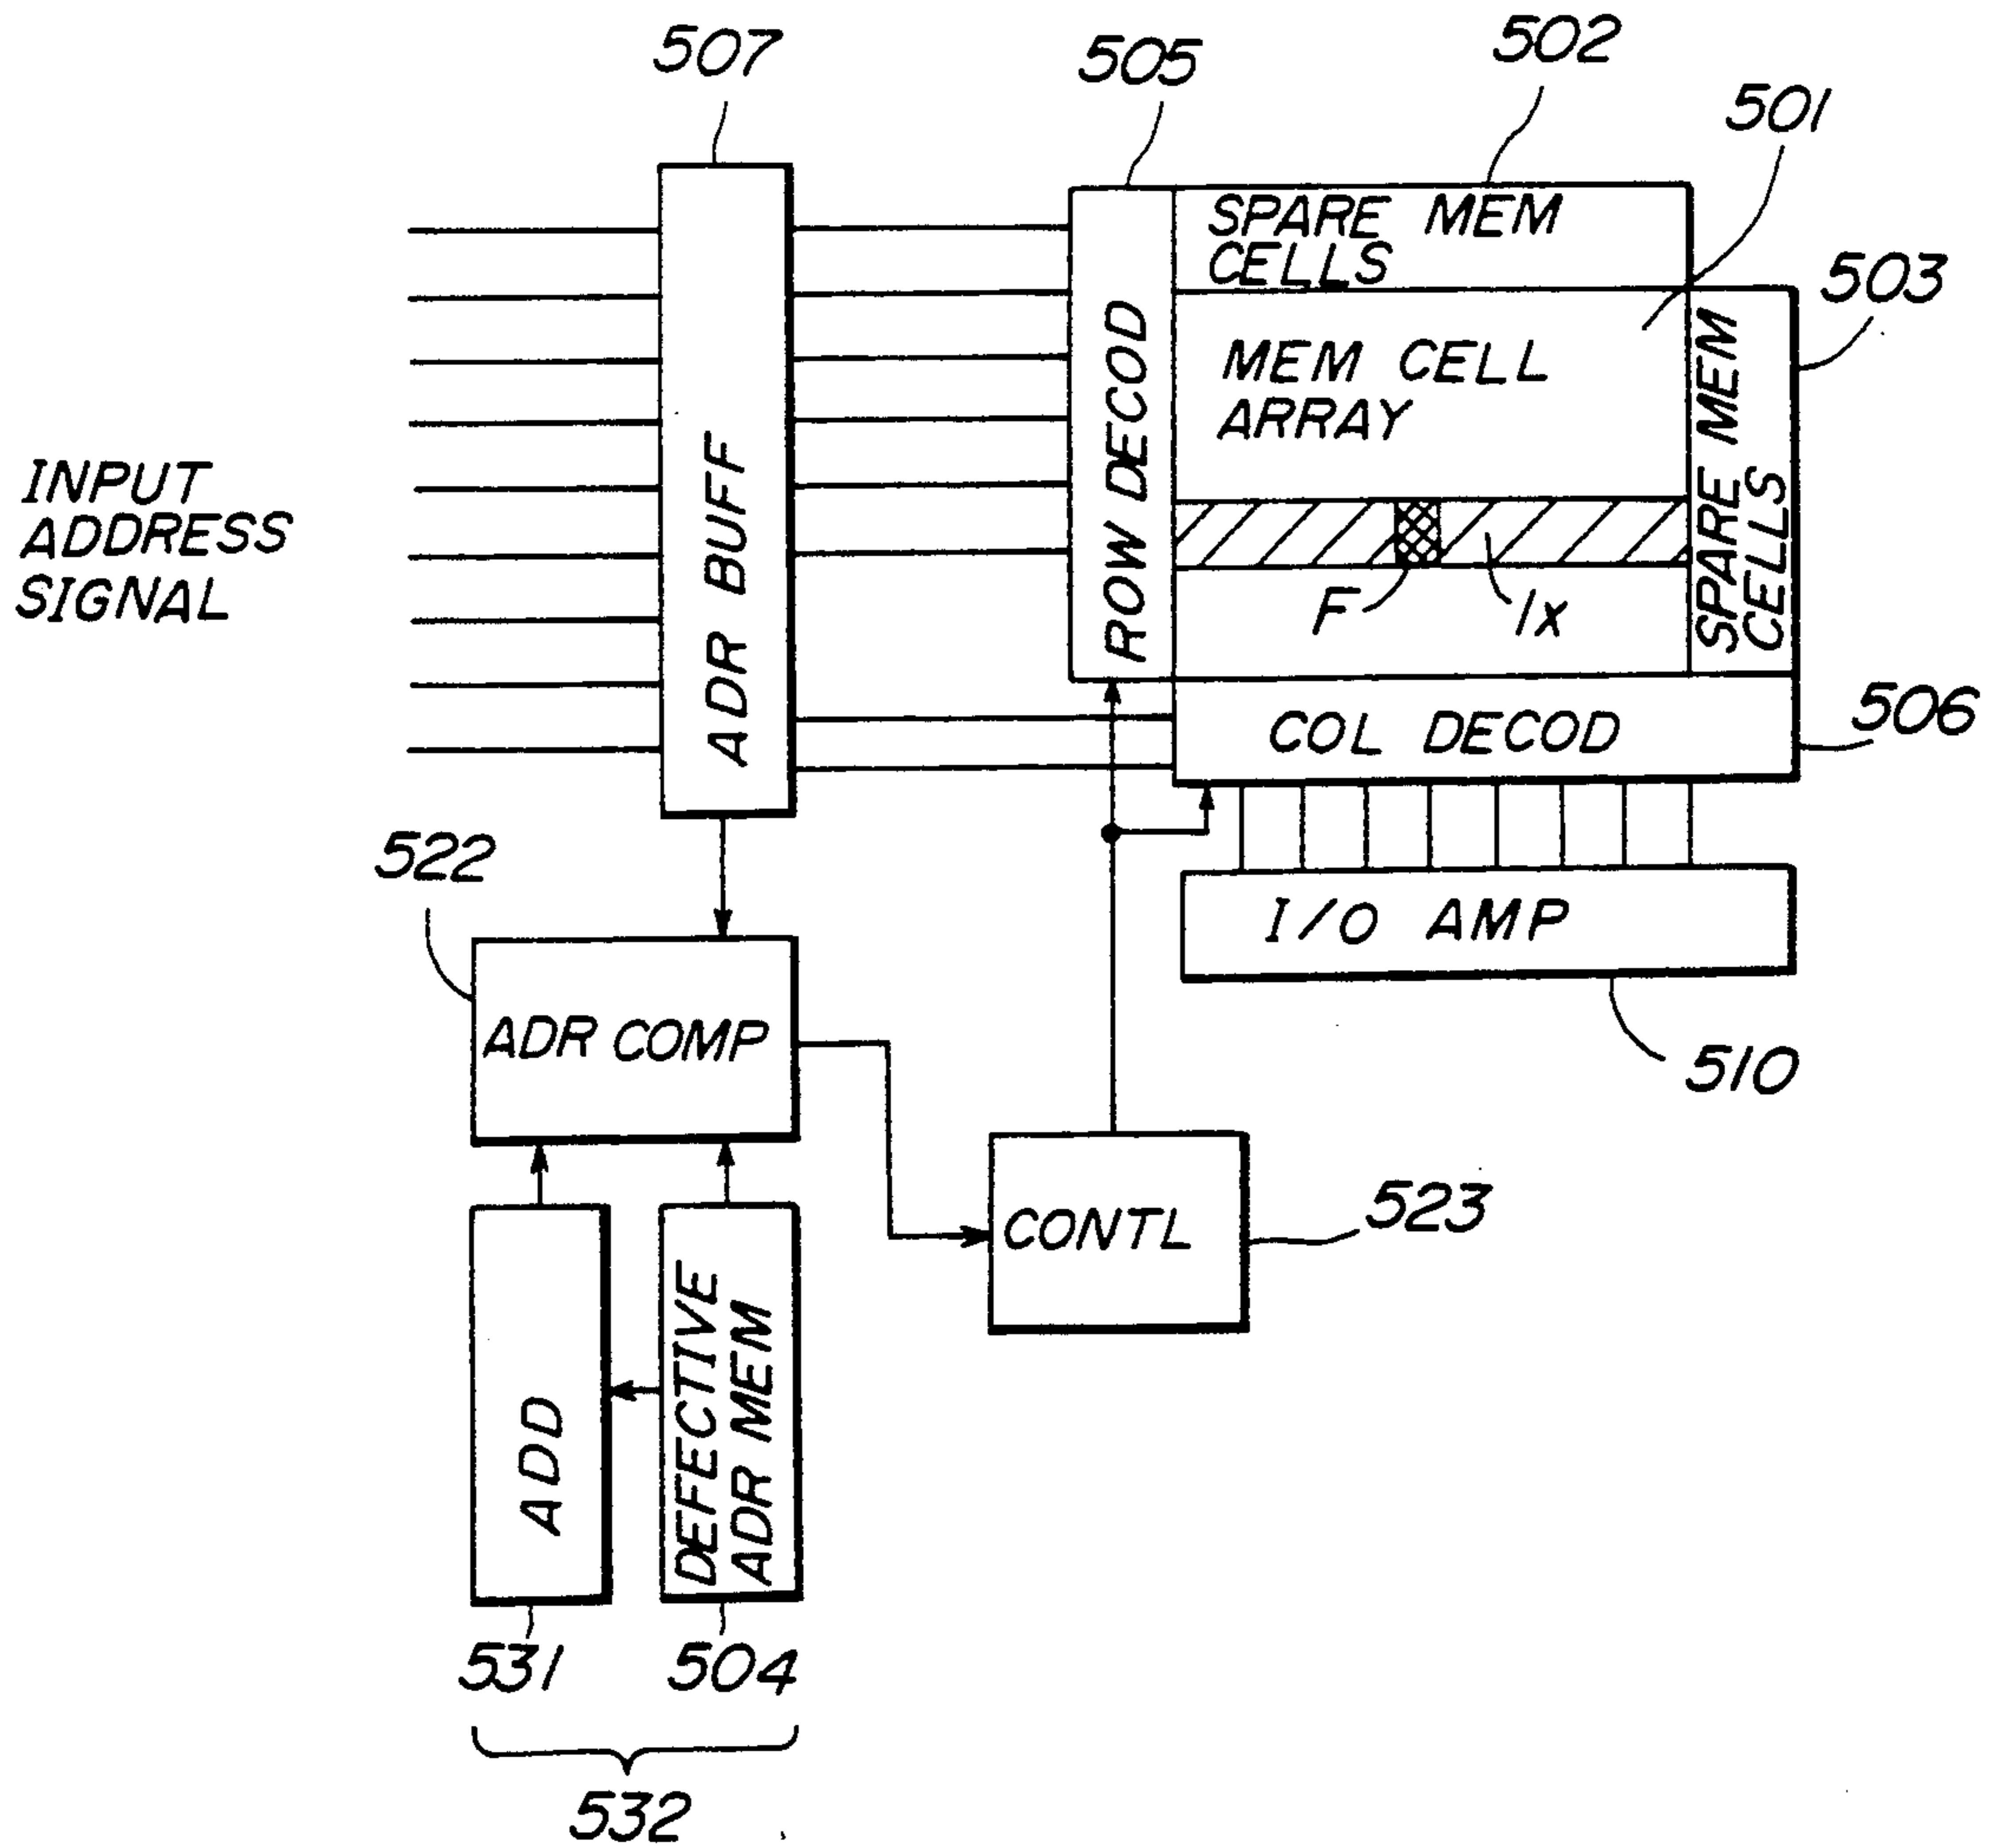 507
505
502
501
503
SPARE MEM
CELLS
MEM CELL
ARRAY
SPARE MEM
CELLS
ROW DECOD
ADR BUFF
INPUT
ADDRESS
SIGNAL
F
1x
COL DECOD
506
522
I/O AMP
510
ADR COMP
CONTL
523
ADD
DEFECTIVE
ADR MEM
531
504
532